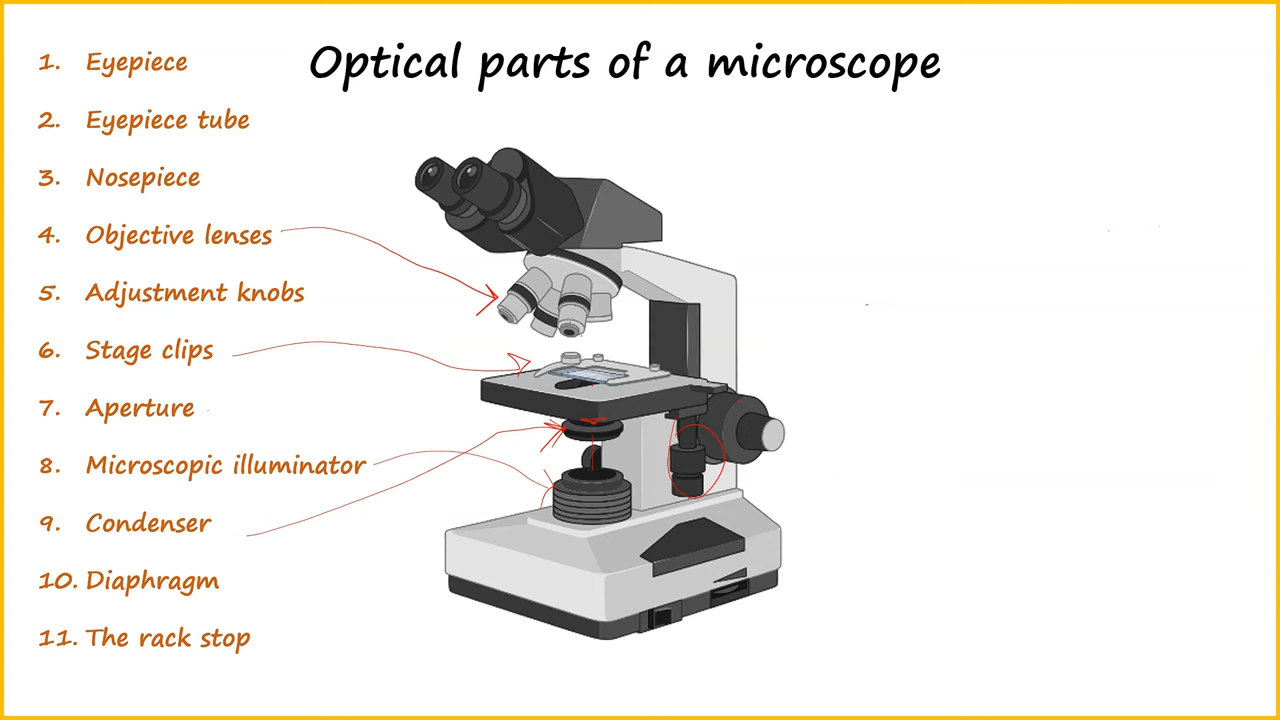 Optical parts of a microscope
1. Eyepiece
2. Eyepiece tube
3. Nosepiece
4. Objective lenses
5. Adjustment knobs
6. Stage clips
7. Aperture
8. Microscopic illuminator
9. Condenser
10. Diaphragm
11. The rack stop